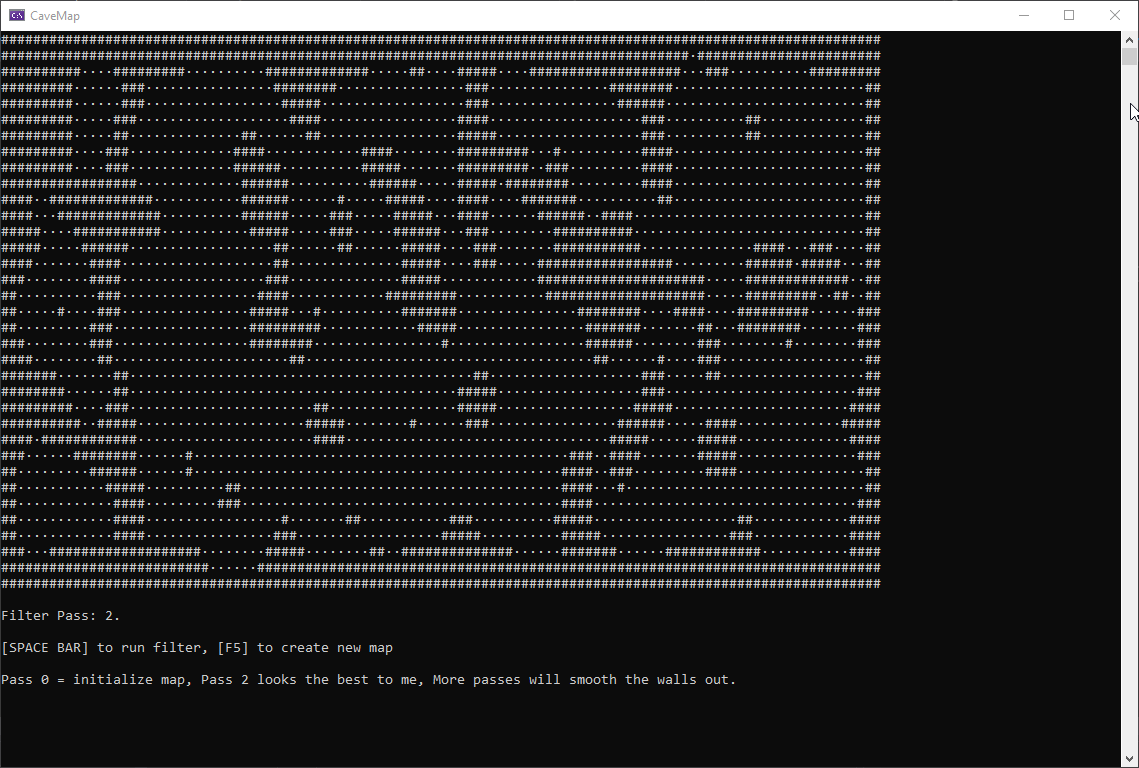 CaveMap
Filter Pass: 2.
[SPACE BAR] to run filter, [F5] to create new map
Pass 0 = initialize map, Pass 2 looks the best to me, More passes will smooth the walls out.